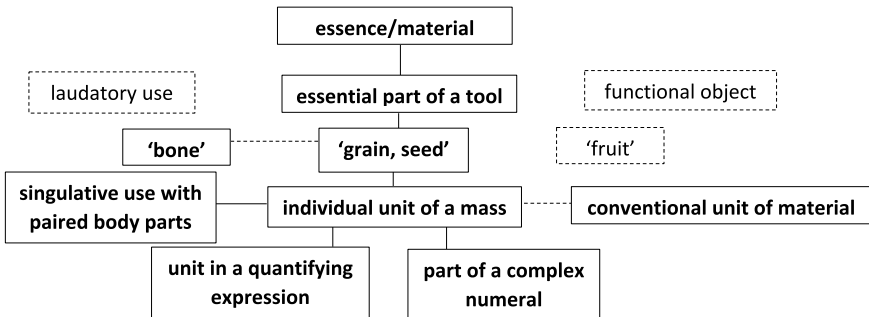 essence/material
essential part of a tool
laudatory use
functional object
‘bone’
‘grain, seed’
‘fruit’
singulative use with
paired body parts
individual unit of a mass
conventional unit of material
unit in a quantifying
expression
part of a complex
numeral